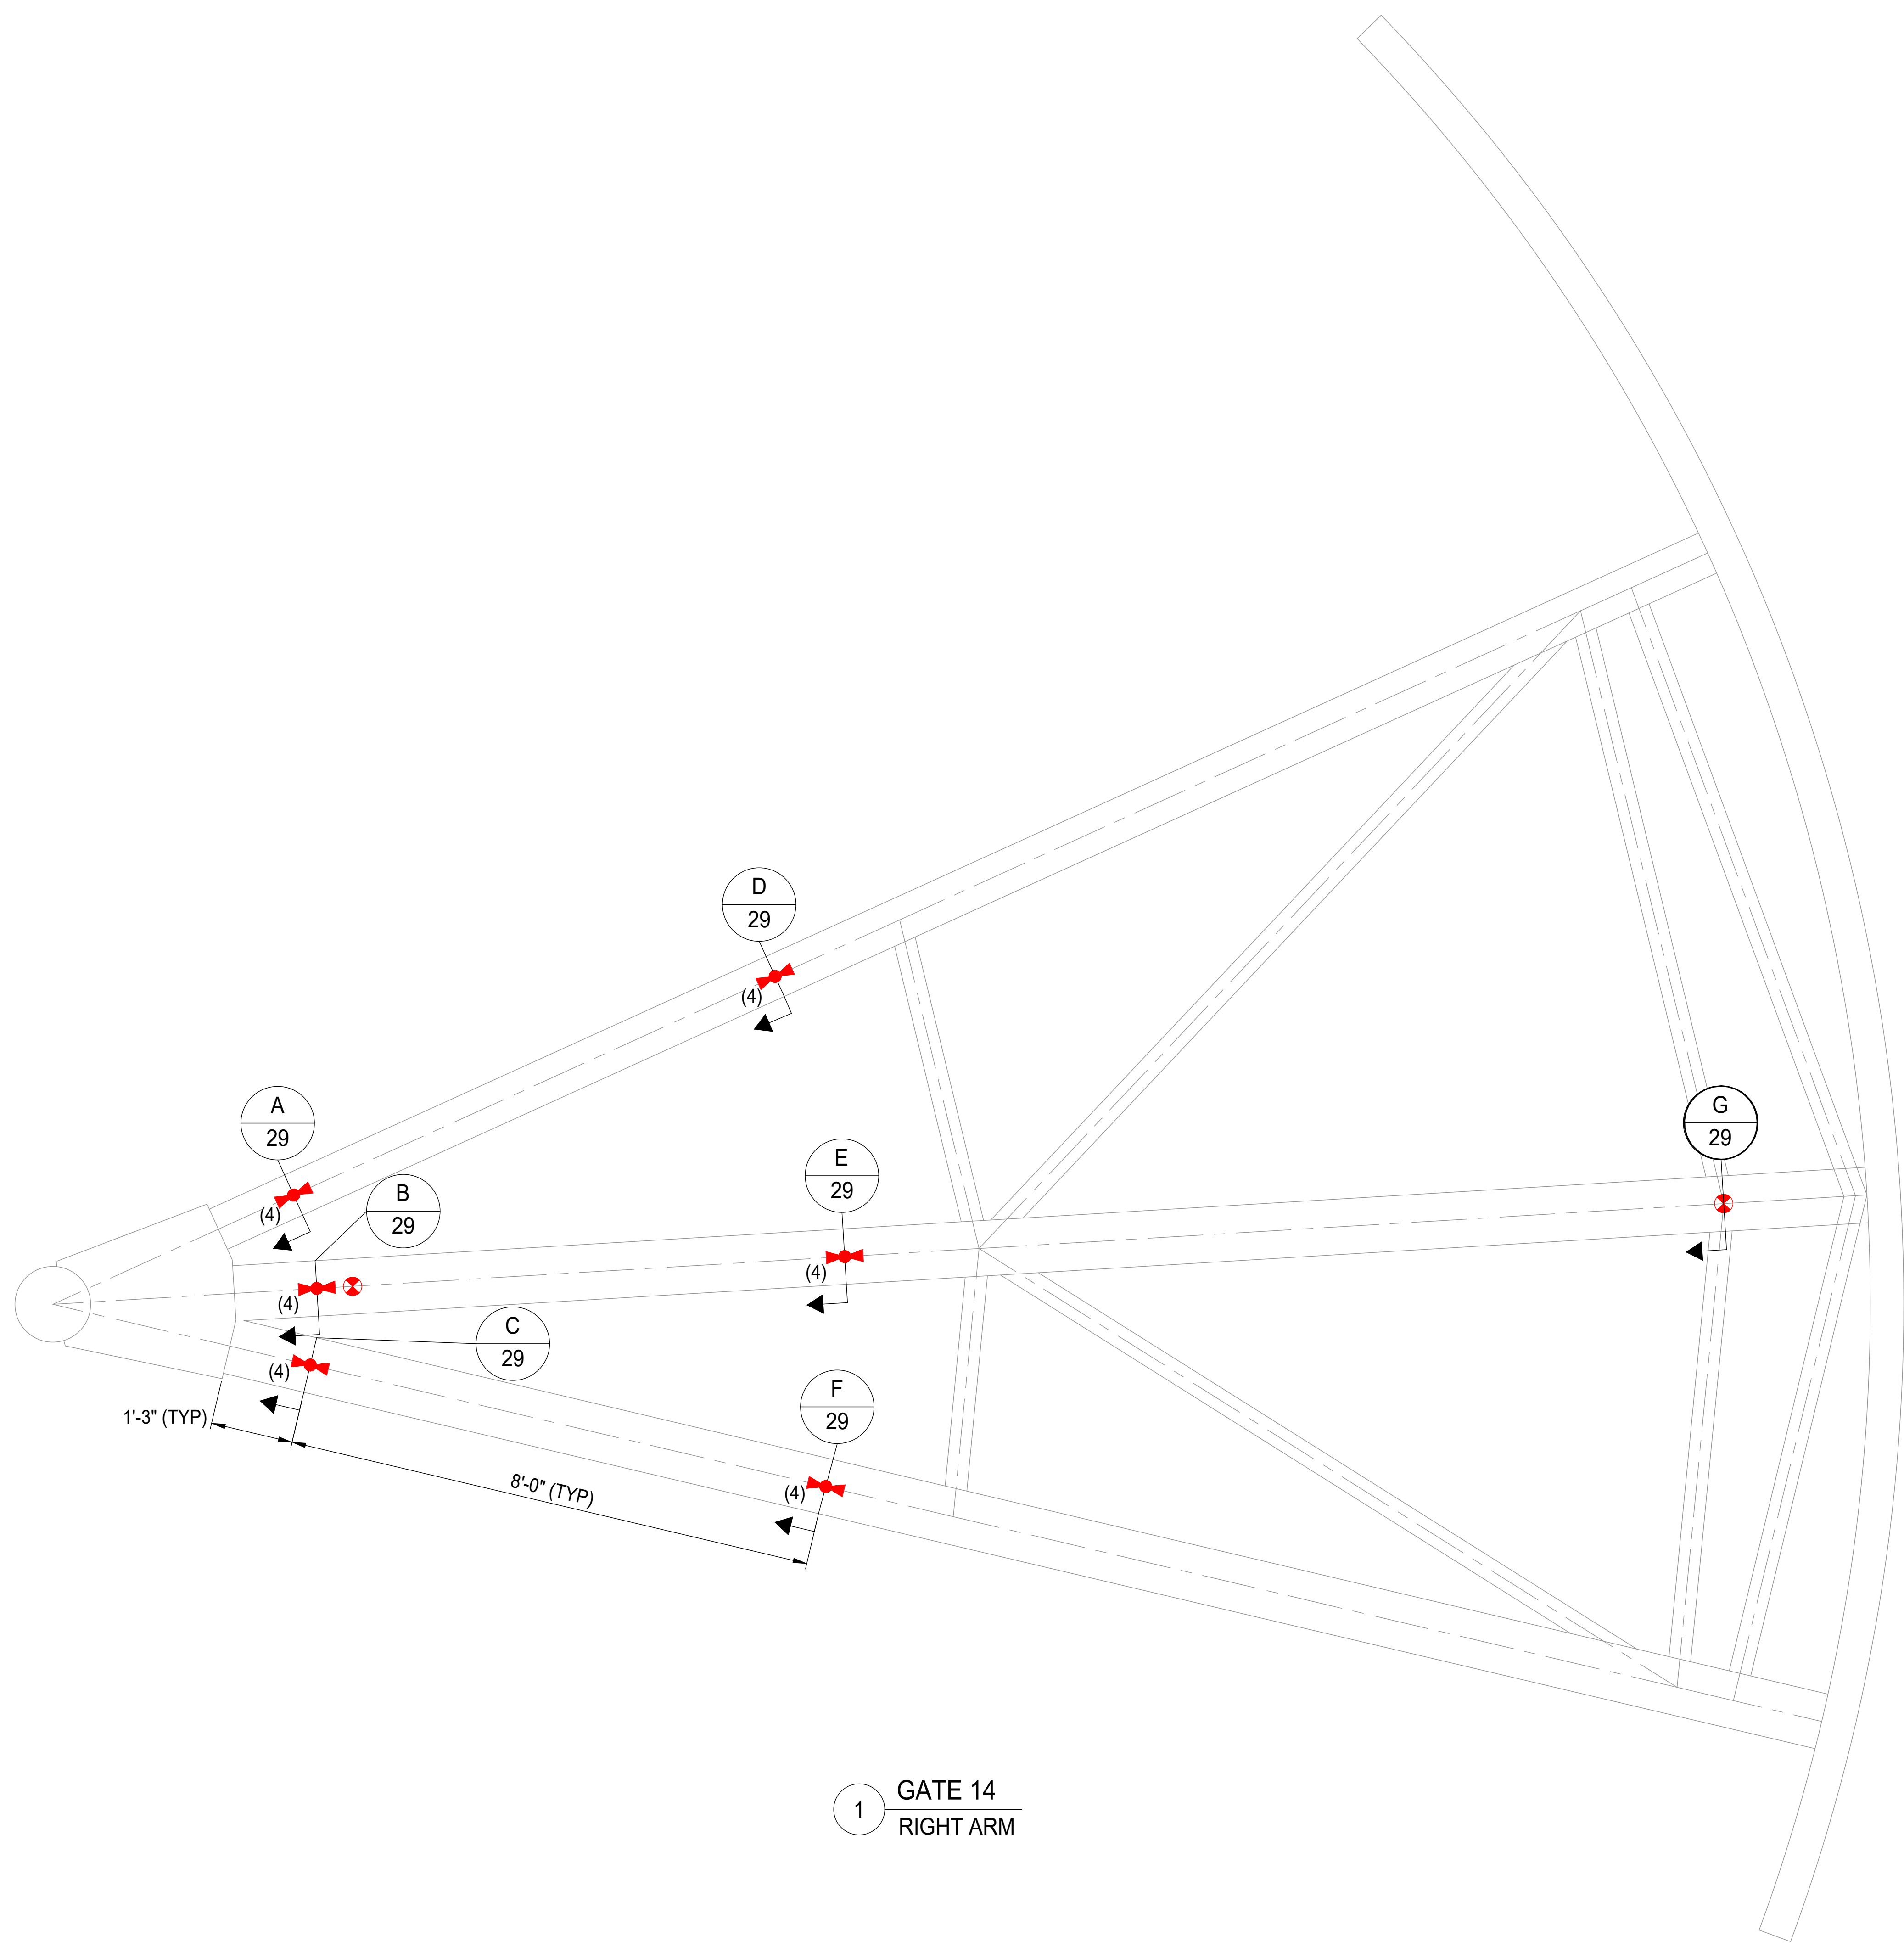 D
29
(4)
A
29
(4)
G
29
E
29
(4)
B
29
(4)
C
29
(4)
F
29
(4)
1'-3" (TYP)
8'-0" (TYP)
1
GATE 14
RIGHT ARM